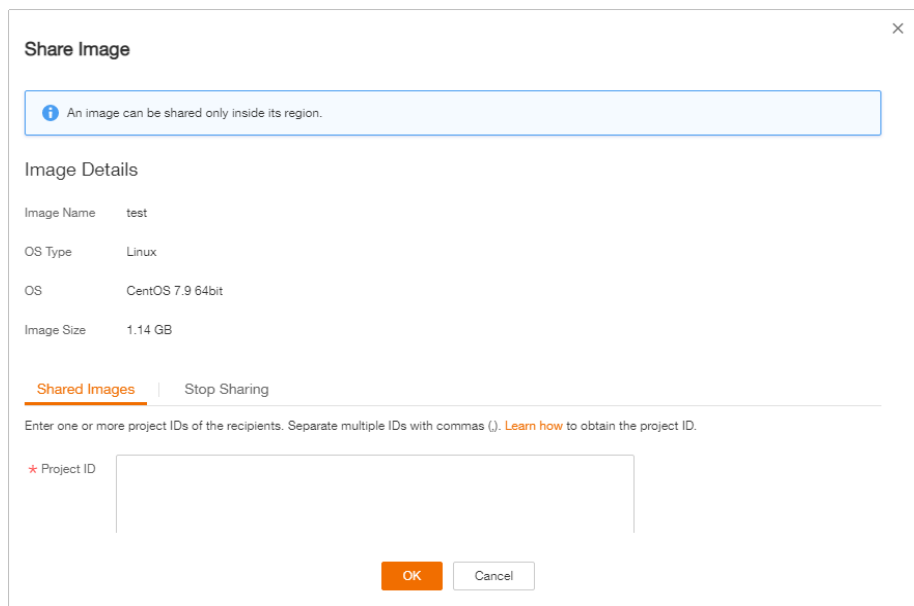 Share Image
An image can be shared only inside its region.
Image Details
Image Name test
OS Type Linux
OS CentOS 7.9 64bit
Image Size 1.14 GB
Shared Images Stop Sharing
Enter one or more project IDs of the recipients. Separate multiple IDs with commas (,). Learn how to obtain the project ID.
* Project ID
OK Cancel